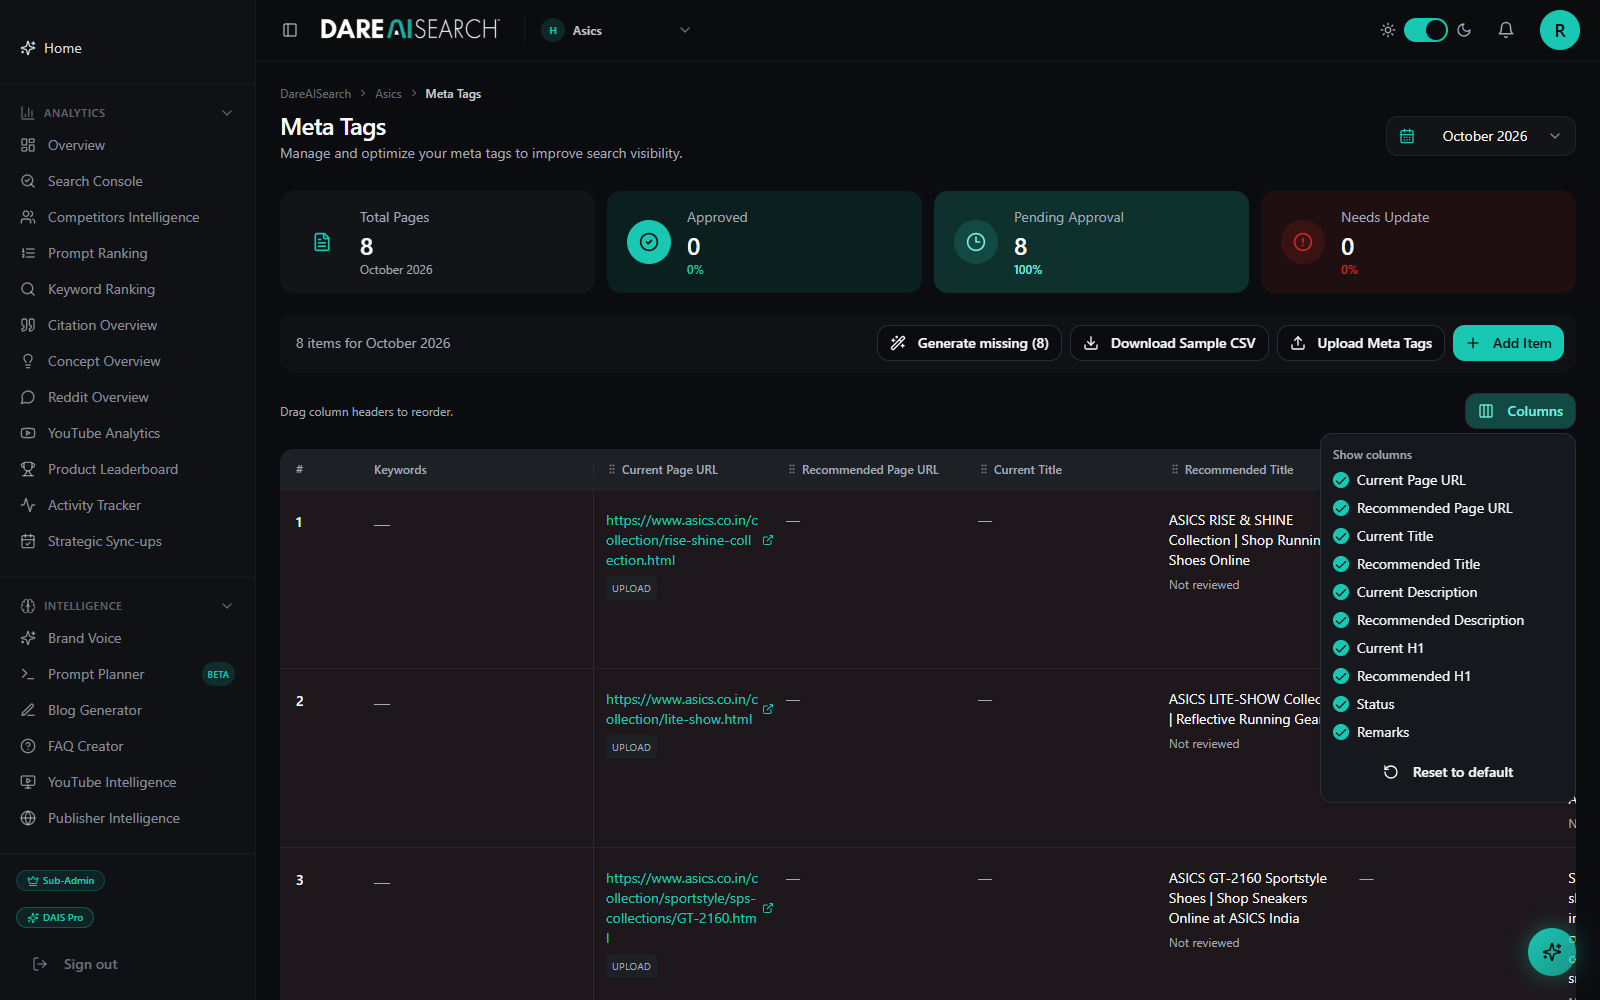 Home
ANALYTICS
Overview
Search Console
Competitors Intelligence
Prompt Ranking
Keyword Ranking
Citation Overview
Concept Overview
Reddit Overview
YouTube Analytics
Product Leaderboard
Activity Tracker
Strategic Sync-ups
INTELLIGENCE
Brand Voice
Prompt Planner BETA
Blog Generator
FAQ Creator
YouTube Intelligence
Publisher Intelligence
Sub-Admin
DAIS Pro
Sign out
DARE AI SEARCH
H Asics
R
DareAISearch > Asics > Meta Tags
Meta Tags
Manage and optimize your meta tags to improve search visibility.
October 2026
Total Pages
8
October 2026
Approved
0
0%
Pending Approval
8
100%
Needs Update
0
0%
8 items for October 2026
Generate missing (8)
Download Sample CSV
Upload Meta Tags
Add Item
Drag column headers to reorder.
Columns
# Keywords Current Page URL Recommended Page URL Current Title Recommended Title
1 — https://www.asics.co.in/c — — ASICS RISE & SHINE
ollection/rise-shine-coll Collection | Shop Runnin
ection.html Shoes Online
UPLOAD Not reviewed
2 — https://www.asics.co.in/c — — ASICS LITE-SHOW Collec
ollection/lite-show.html | Reflective Running Gea
UPLOAD Not reviewed
3 — https://www.asics.co.in/c — — ASICS GT-2160 Sportstyle —
ollection/sportstyle/sps- Shoes | Shop Sneakers
collections/GT-2160.htm Online at ASICS India
l
UPLOAD Not reviewed
Show columns
Current Page URL
Recommended Page URL
Current Title
Recommended Title
Current Description
Recommended Description
Current H1
Recommended H1
Status
Remarks
Reset to default